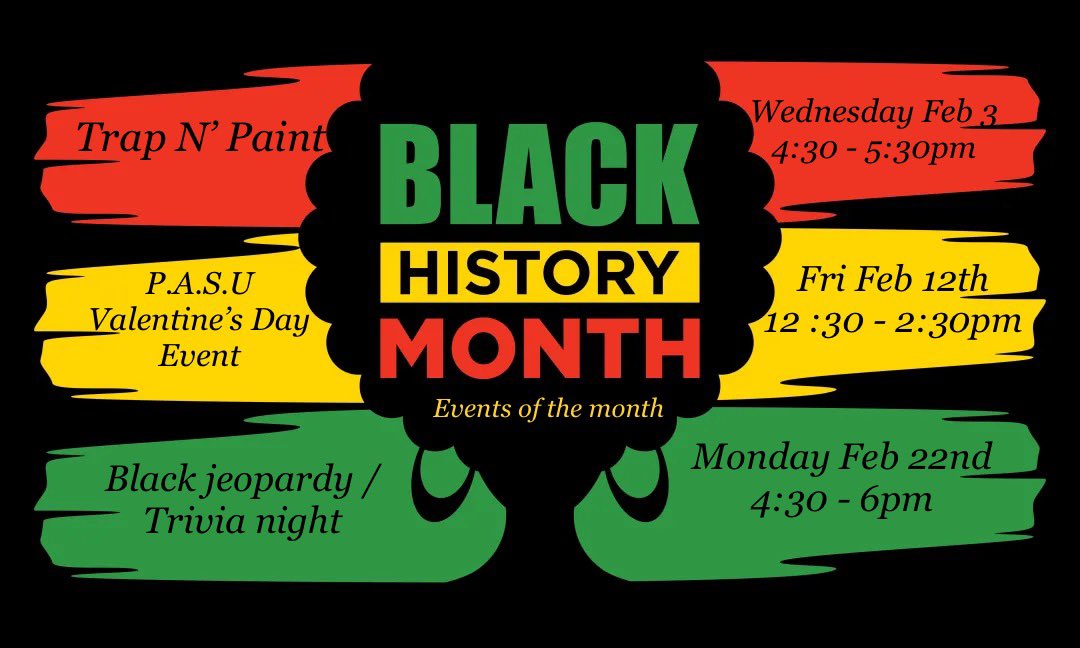 Trap N' Paint
Wednesday Feb 3
4:30 - 5:30pm
BLACK
HISTORY
MONTH
Events of the month
P.A.S.U
Valentine's Day
Event
Fri Feb 12th
12 :30 - 2:30pm
Black jeopardy /
Trivia night
Monday Feb 22nd
4:30 - 6pm